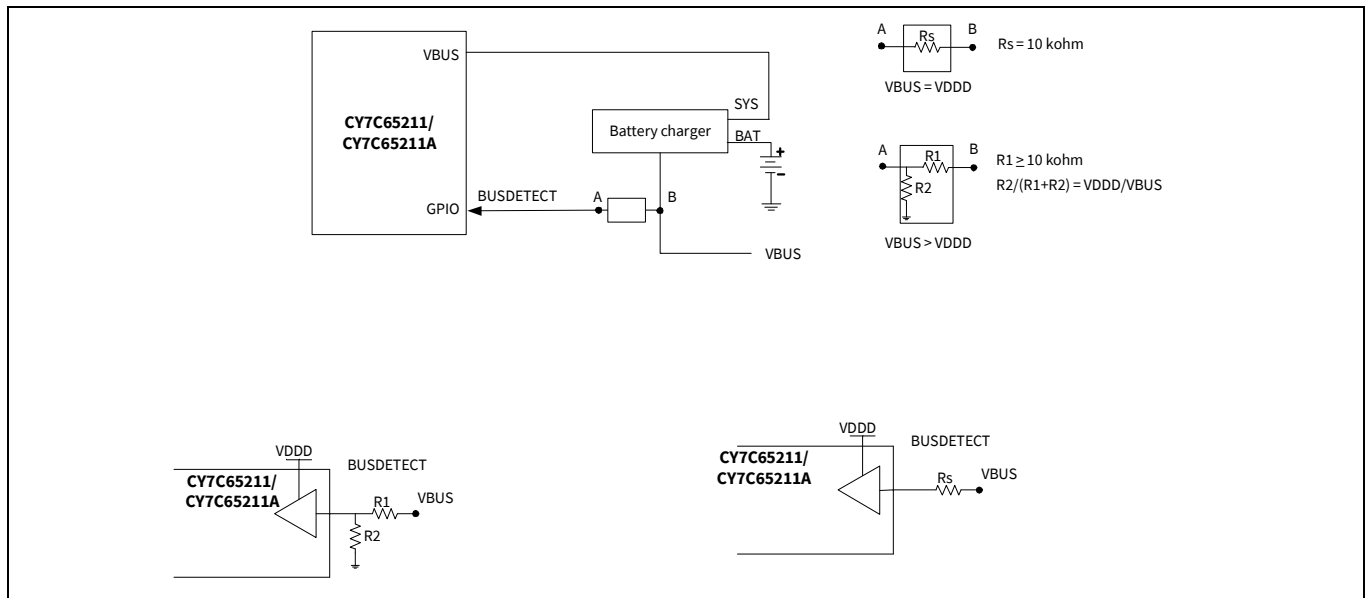 VBUS
CY7C65211/
CY7C65211A
GPIO
BUSDETECT
A
B
SYS
Battery charger
BAT
+
-
VBUS
A
Rs
B
Rs = 10 kohm
VBUS = VDDD
A
R1
B
R2
R1 ≥ 10 kohm
R2/(R1+R2) = VDDD/VBUS
VBUS > VDDD
VDDD
BUSDETECT
CY7C65211/
CY7C65211A
R1
VBUS
R2
VDDD
BUSDETECT
CY7C65211/
CY7C65211A
Rs
VBUS